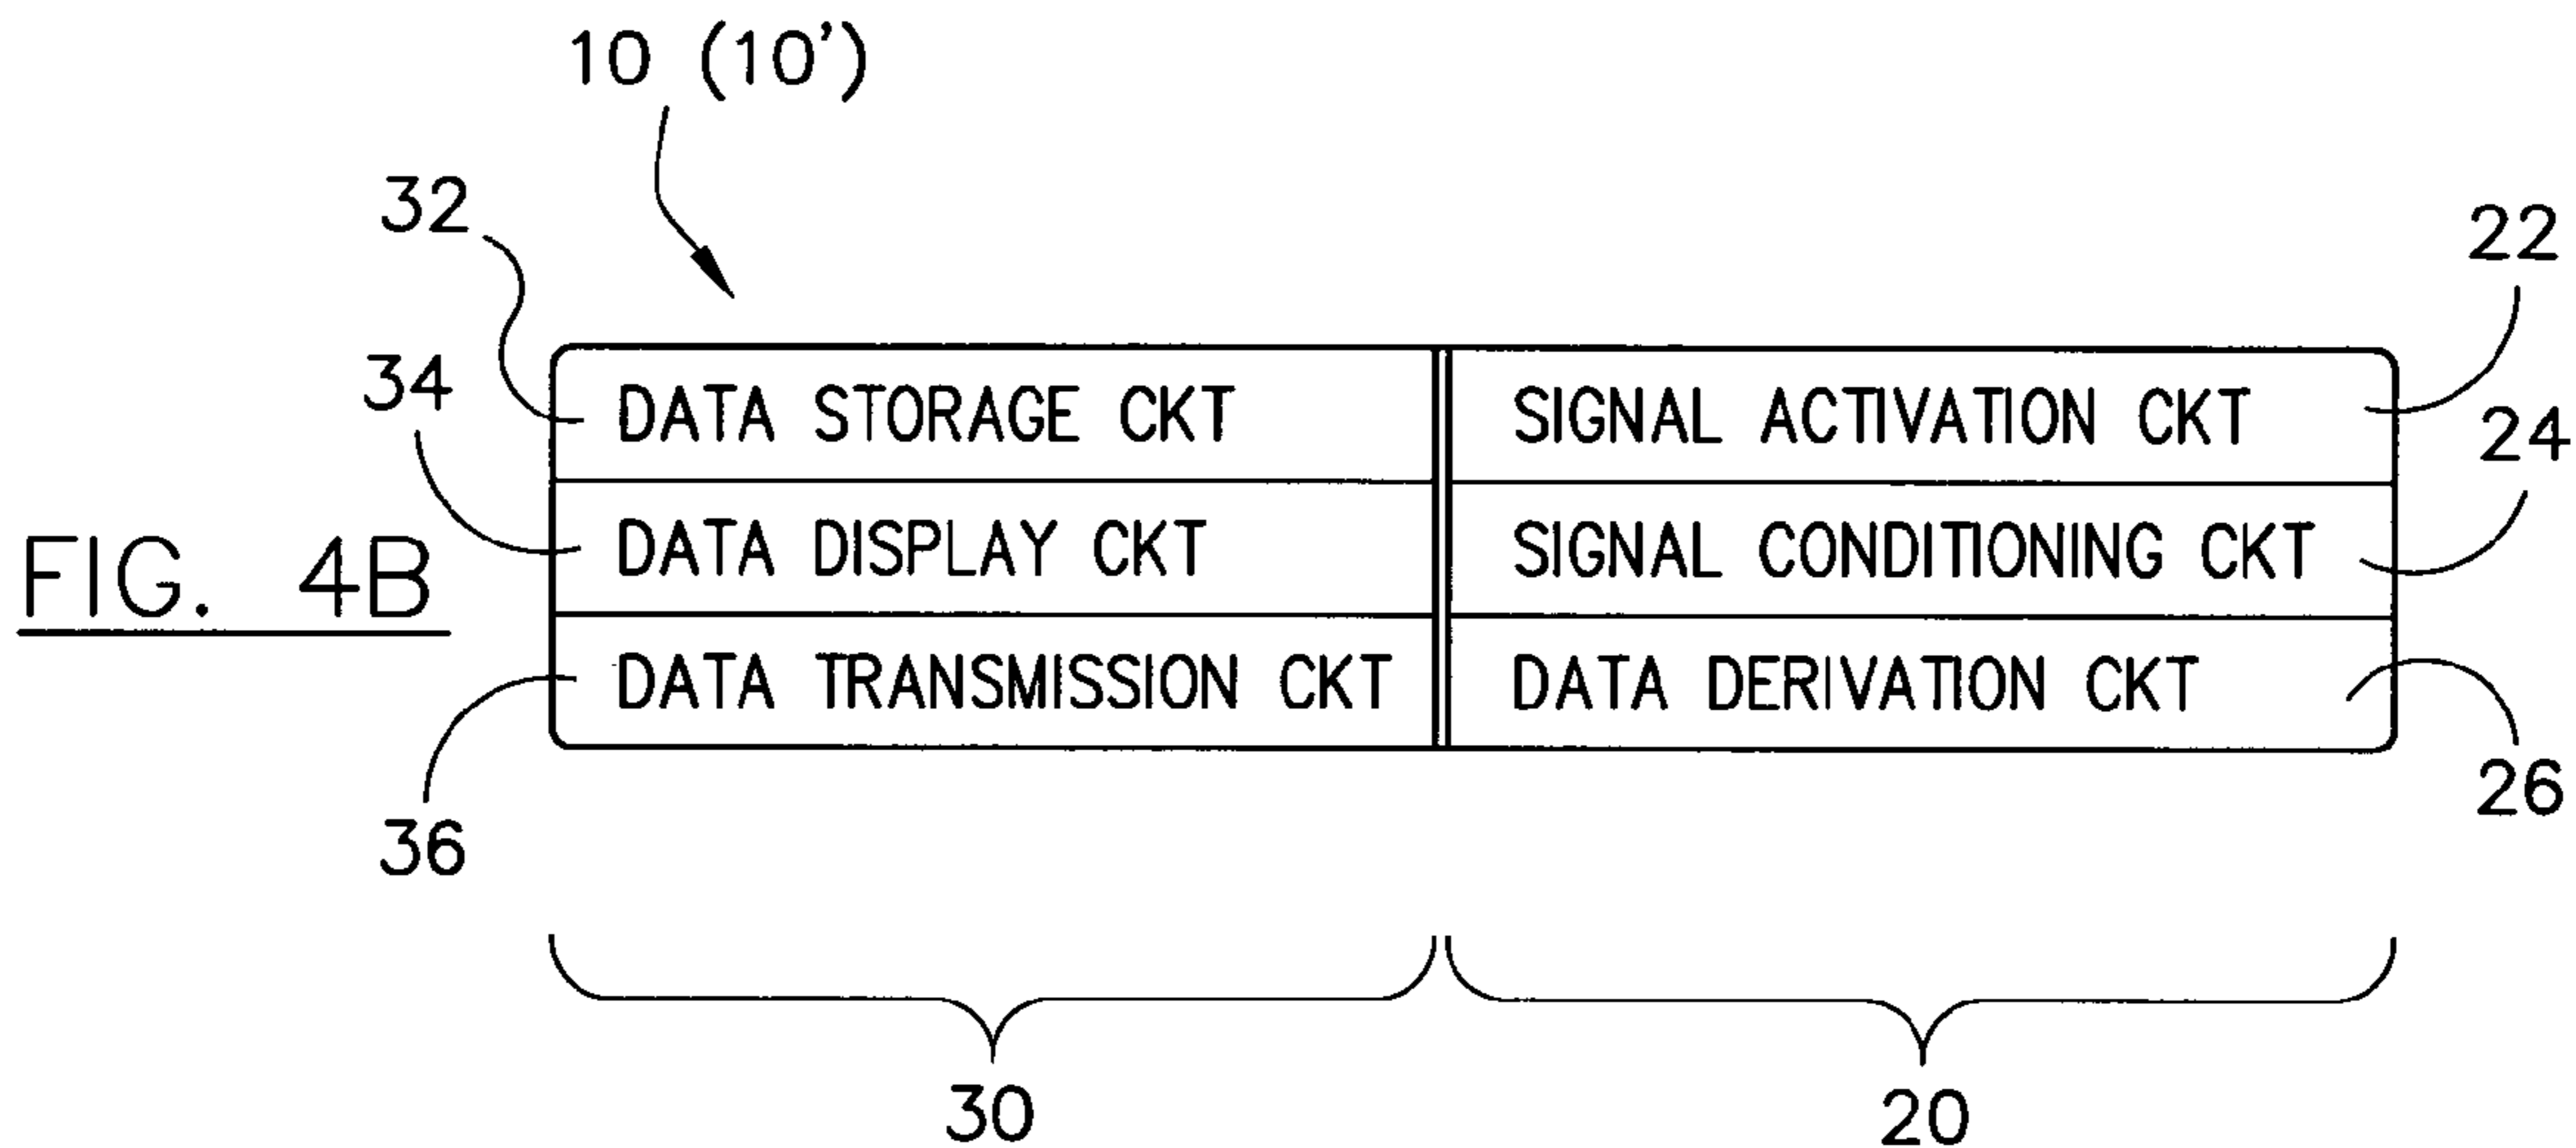 10 (10')
32
22
34
DATA STORAGE CKT
SIGNAL ACTIVATION CKT
24
FIG. 4B
DATA DISPLAY CKT
SIGNAL CONDITIONING CKT
DATA TRANSMISSION CKT
DATA DERIVATION CKT
36
26
30
20